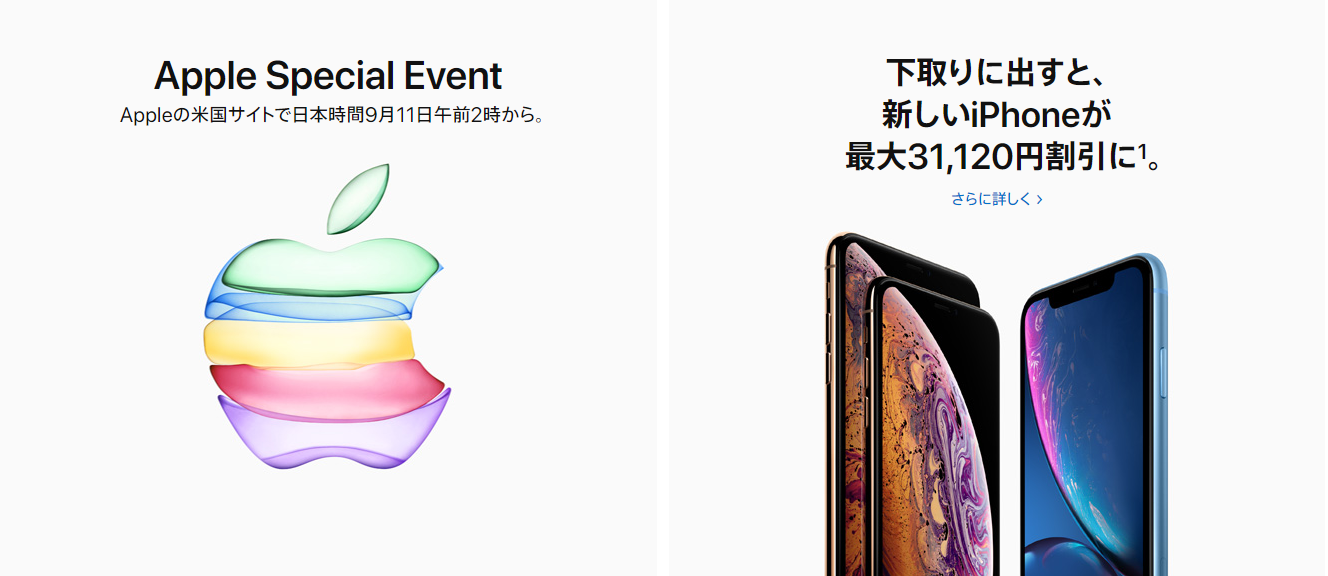 Apple Special Event
Appleの米国サイトで日本時間9月11日午前2時から。
下取りに出すと、
新しいiPhoneが
最大31,120円割引に¹。
さらに詳しく >